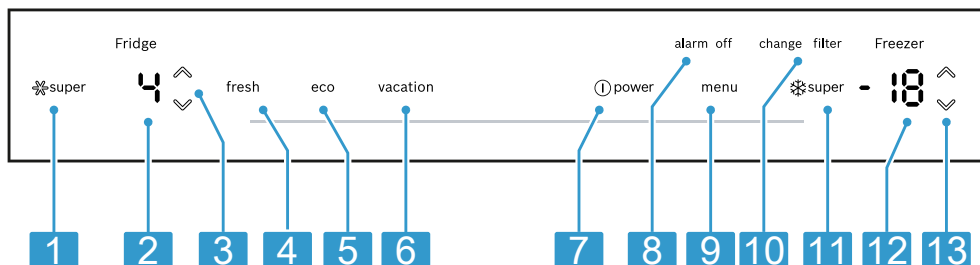 Fridge alarm off change filter Freezer
super 4 fresh eco vacation power menu super -18
1 2 3 4 5 6 7 8 9 10 11 12 13